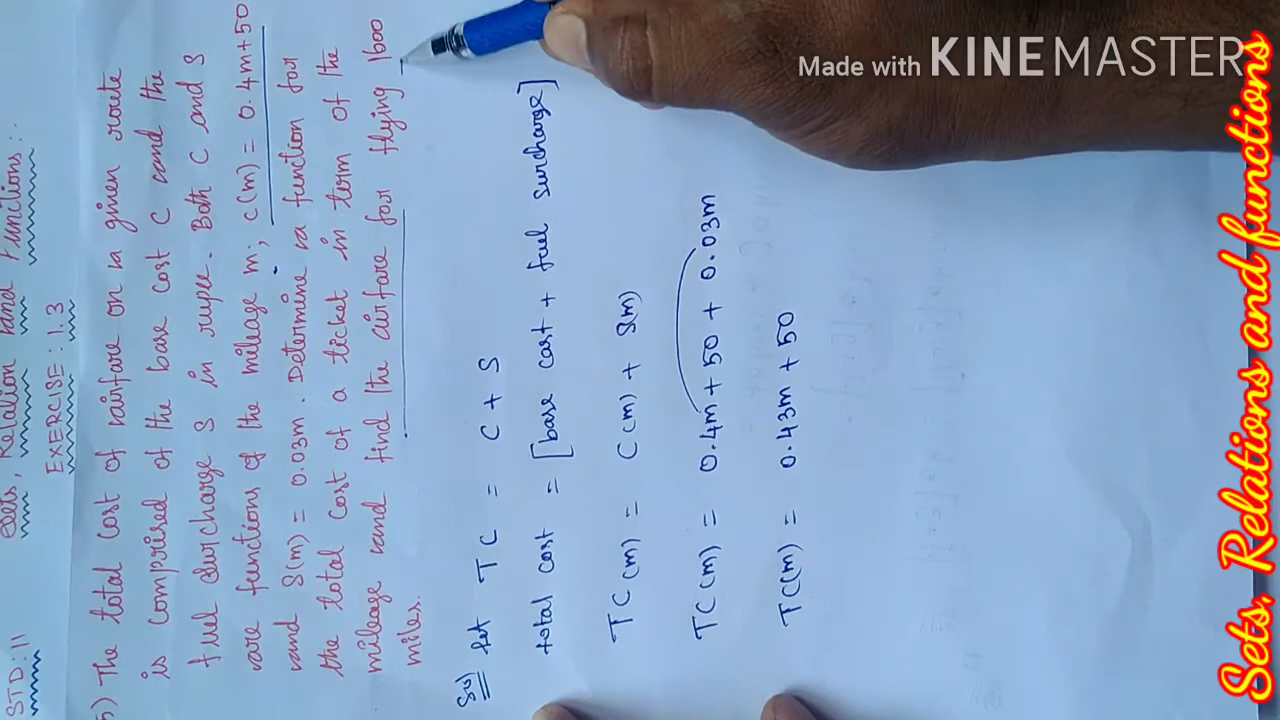 STD: 11 Sets, Relation and Functions:
EXERCISE: 1.3
5) The total cost of airfare on a given route
is comprised of the base cost C and the
fuel surcharge S in rupee. Both C and S
are functions of the mileage m; c(m) = 0.4m+50
and S(m) = 0.03m. Determine a function for
the total cost of a ticket in term of the
mileage and find the airfare for flying 1600
miles.
Sol let TC = C + S
total cost = [base cost + fuel surcharge]
TC(m) = C(m) + S(m)
TC(m) = 0.4m + 50 + 0.03m
TC(m) = 0.43m + 50
Made with KINEMASTER
Sets, Relations and functions